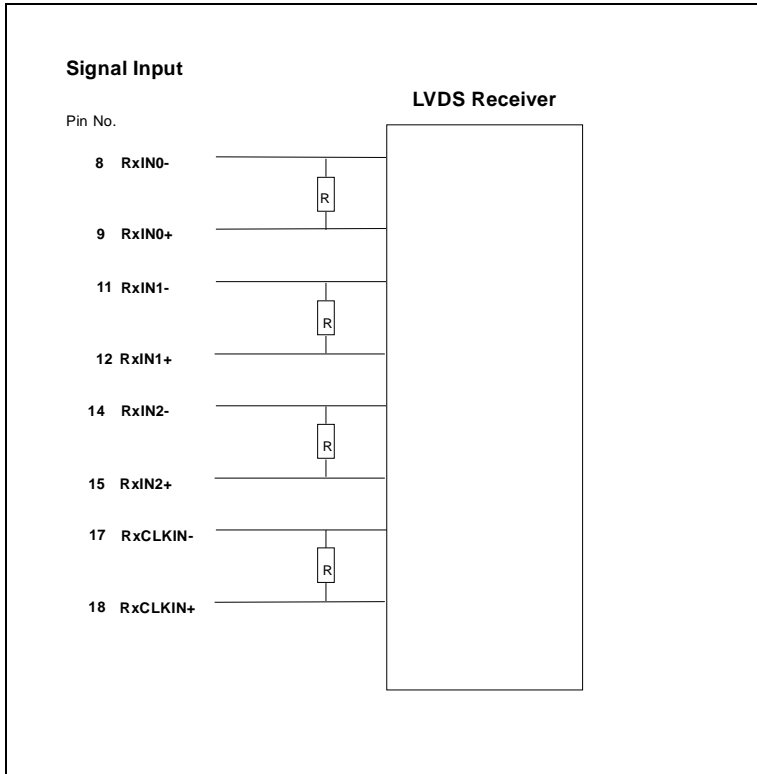 Signal Input
LVDS Receiver
Pin No.
8 RxIN0-
R
9 RxIN0+
11 RxIN1-
R
12 RxIN1+
14 RxIN2-
R
15 RxIN2+
17 RxCLKIN-
R
18 RxCLKIN+